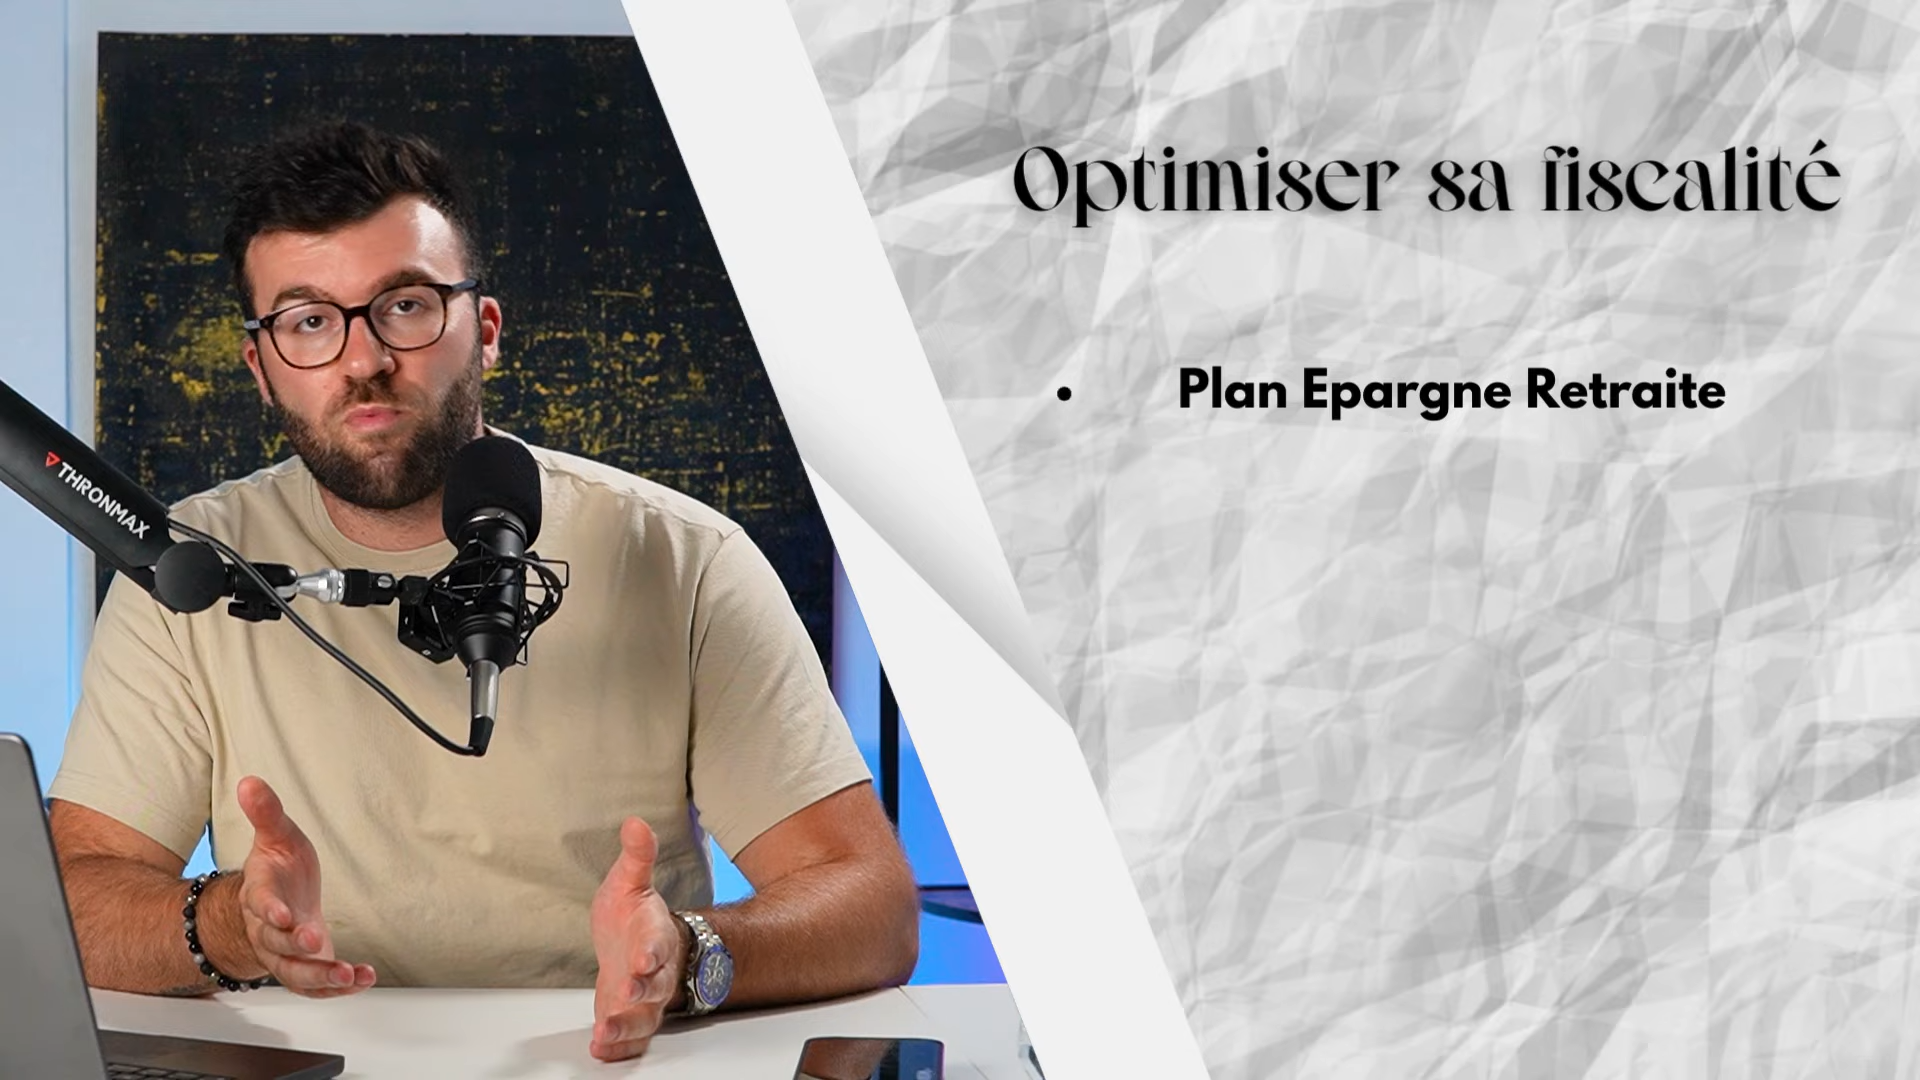 Optimiser sa fiscalité
• Plan Epargne Retraite
THRONMAX